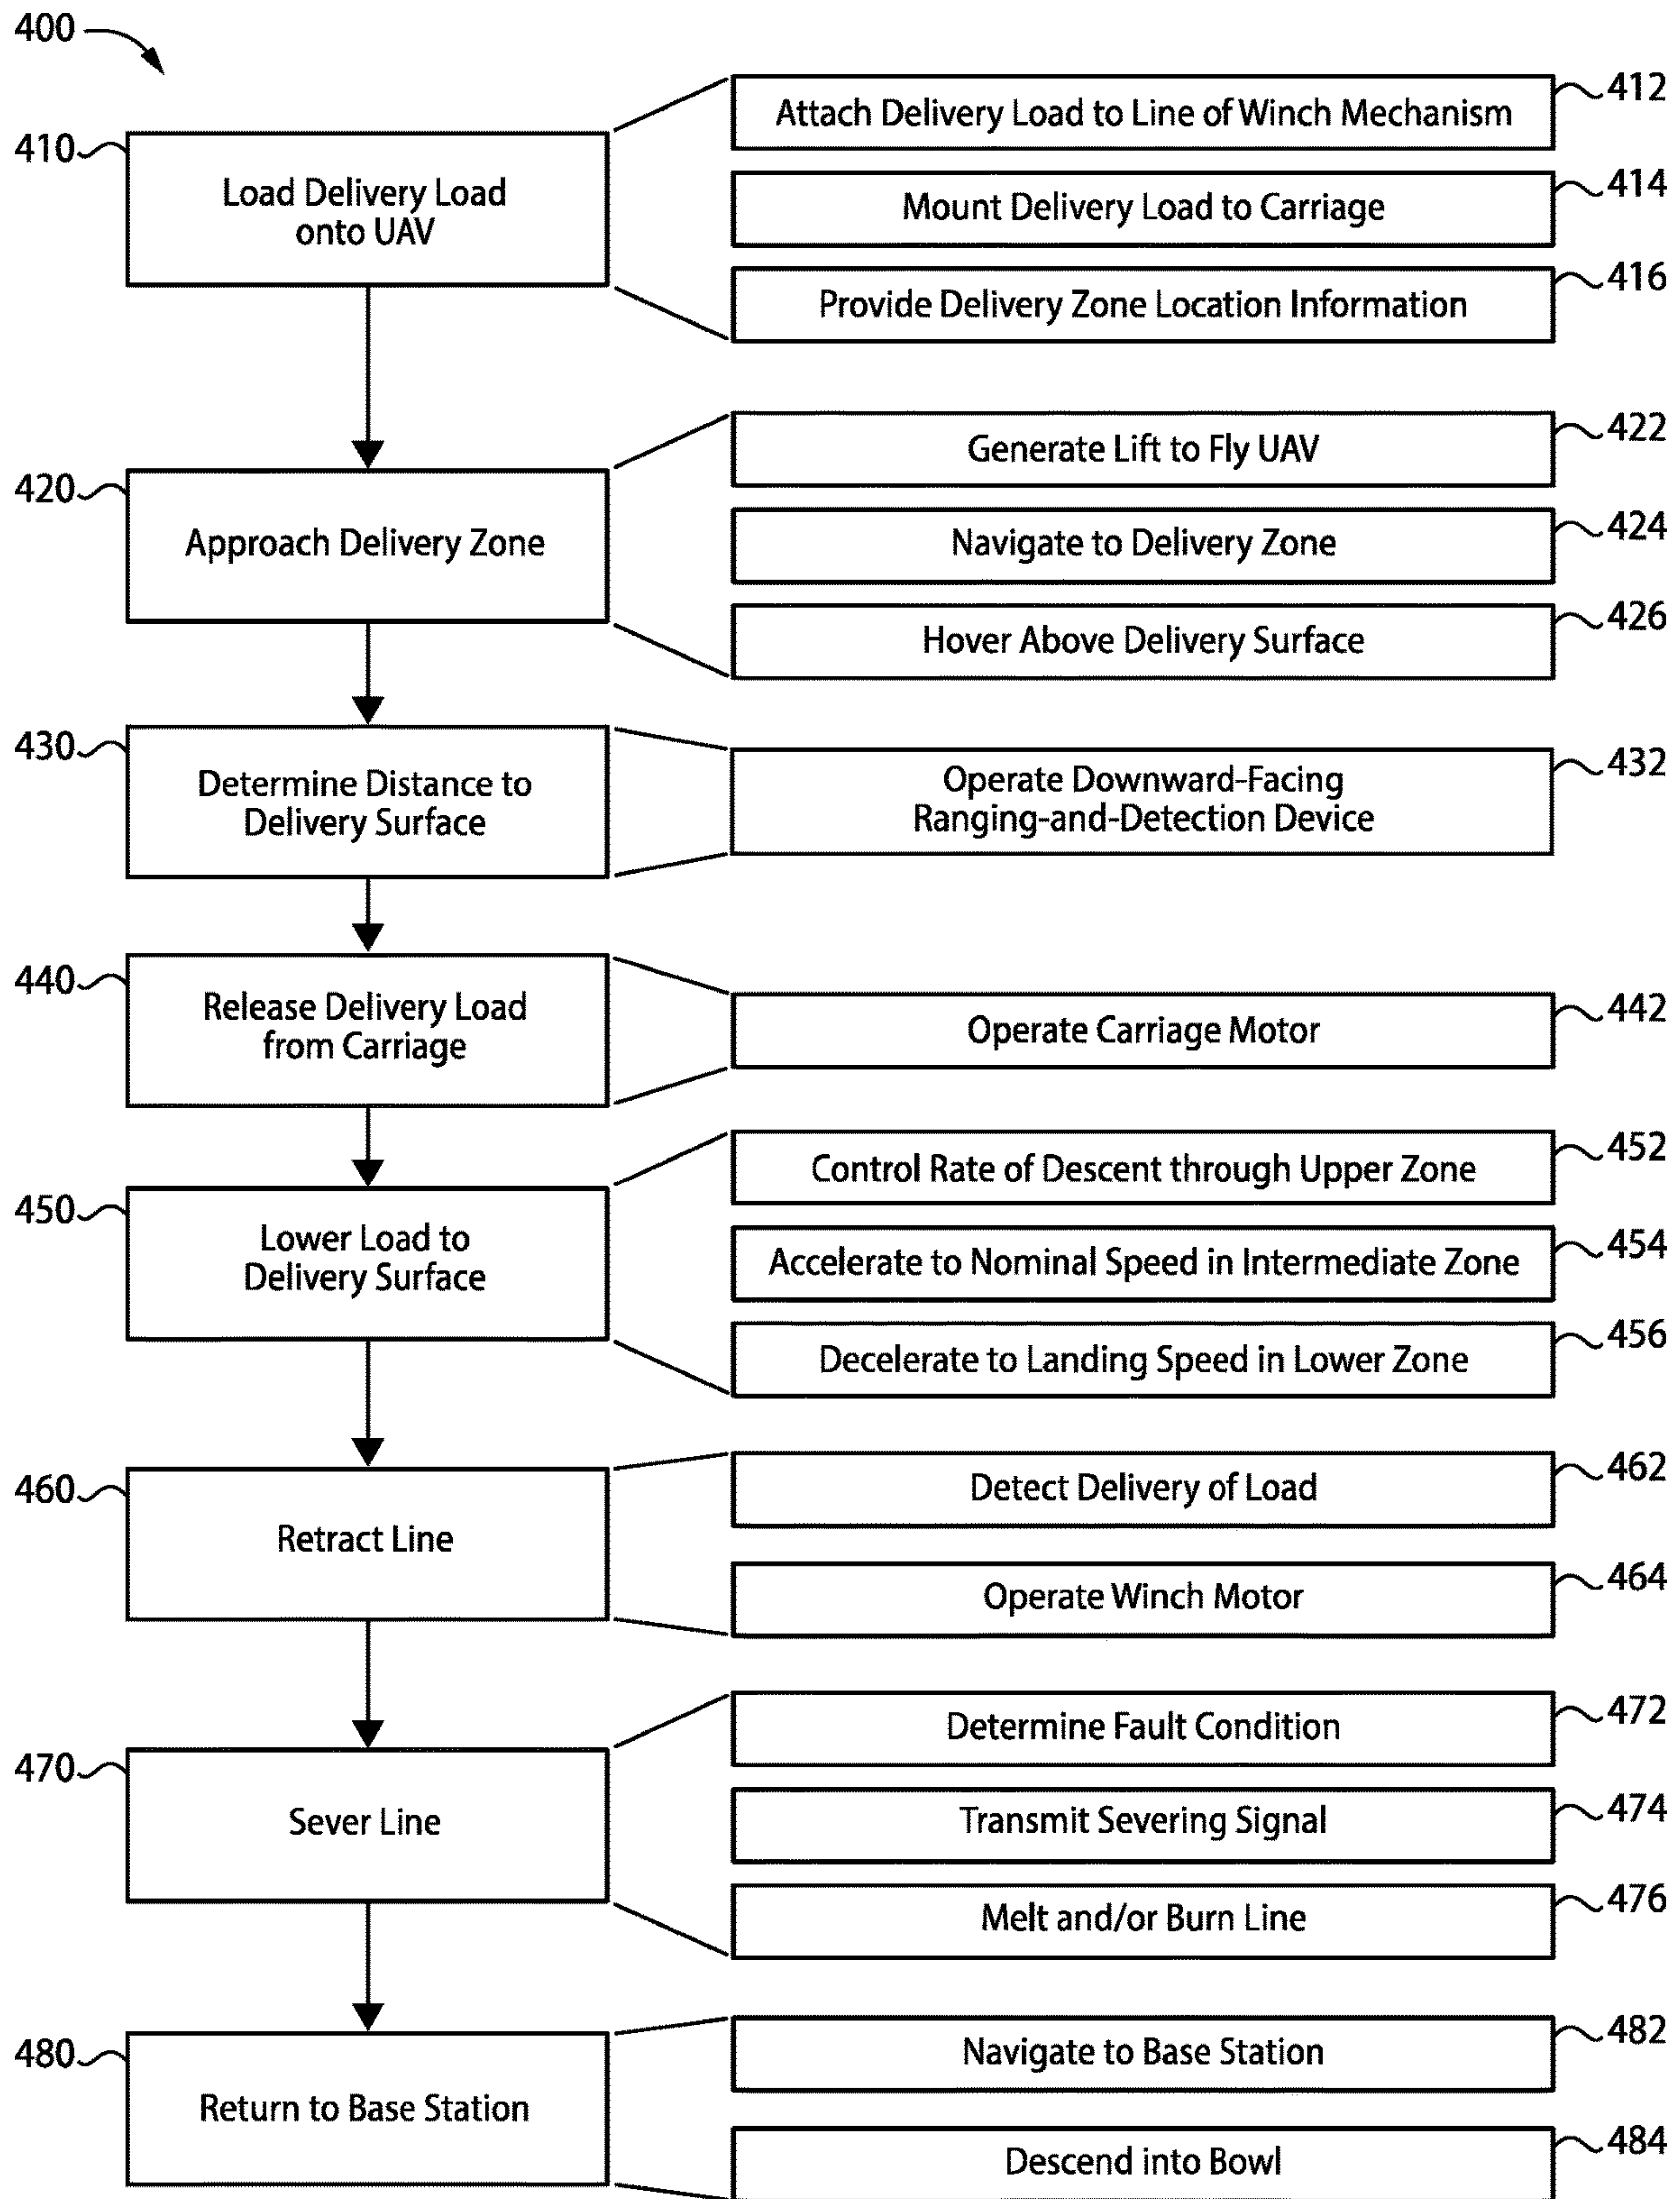 400
410
Load Delivery Load
onto UAV
412
Attach Delivery Load to Line of Winch Mechanism
414
Mount Delivery Load to Carriage
416
Provide Delivery Zone Location Information
420
Approach Delivery Zone
422
Generate Lift to Fly UAV
424
Navigate to Delivery Zone
426
Hover Above Delivery Surface
430
Determine Distance to
Delivery Surface
432
Operate Downward-Facing
Ranging-and-Detection Device
440
Release Delivery Load
from Carriage
442
Operate Carriage Motor
450
Lower Load to
Delivery Surface
452
Control Rate of Descent through Upper Zone
454
Accelerate to Nominal Speed in Intermediate Zone
456
Decelerate to Landing Speed in Lower Zone
460
Retract Line
462
Detect Delivery of Load
464
Operate Winch Motor
470
Sever Line
472
Determine Fault Condition
474
Transmit Severing Signal
476
Melt and/or Burn Line
480
Return to Base Station
482
Navigate to Base Station
484
Descend into Bowl